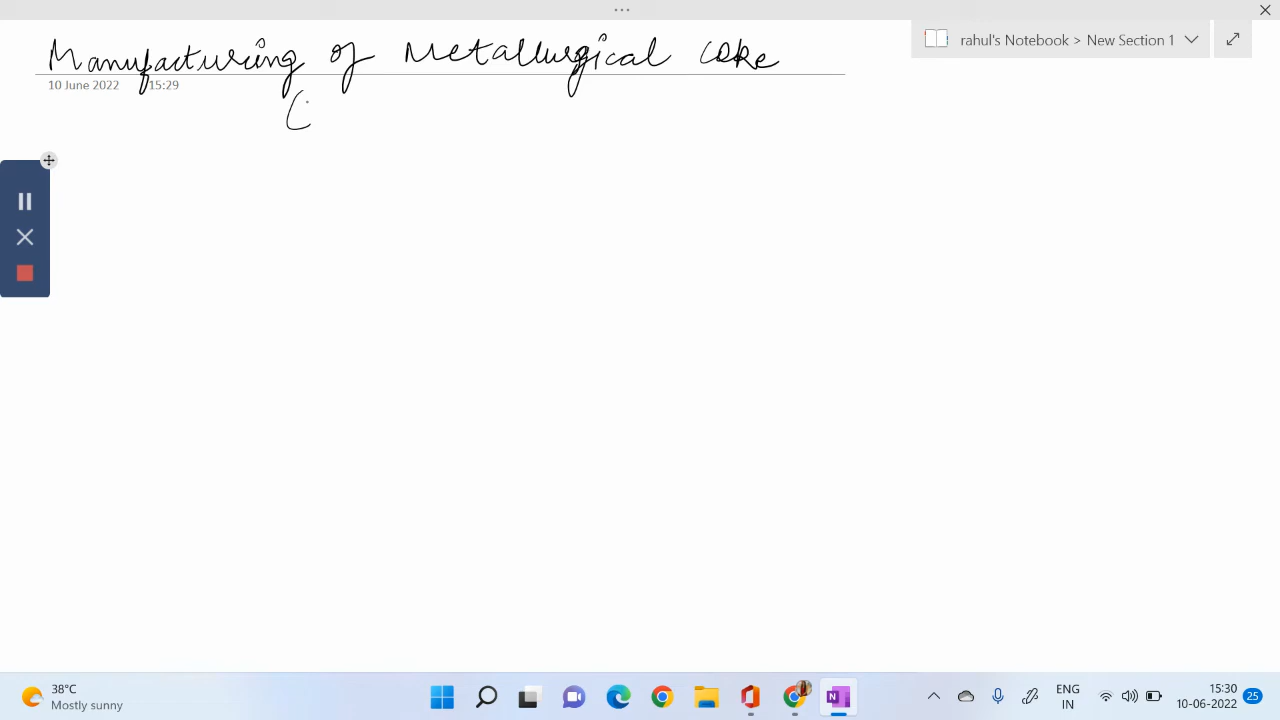 rahul's Notebook > New Section 1
Manufacturing of Metallurgical coke
10 June 2022 15:29
(
38°C
Mostly sunny
ENG
IN
15:30
10-06-2022
25